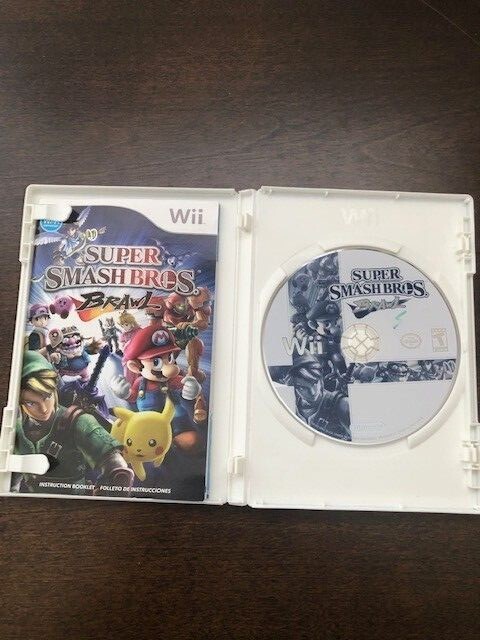 Wii
SUPER
SMASH BROS.
BRAWL
INSTRUCTION BOOKLET
FOLLETO DE INSTRUCCIONES
Wii
SUPER
SMASH BROS.
BRAWL
Wii
T